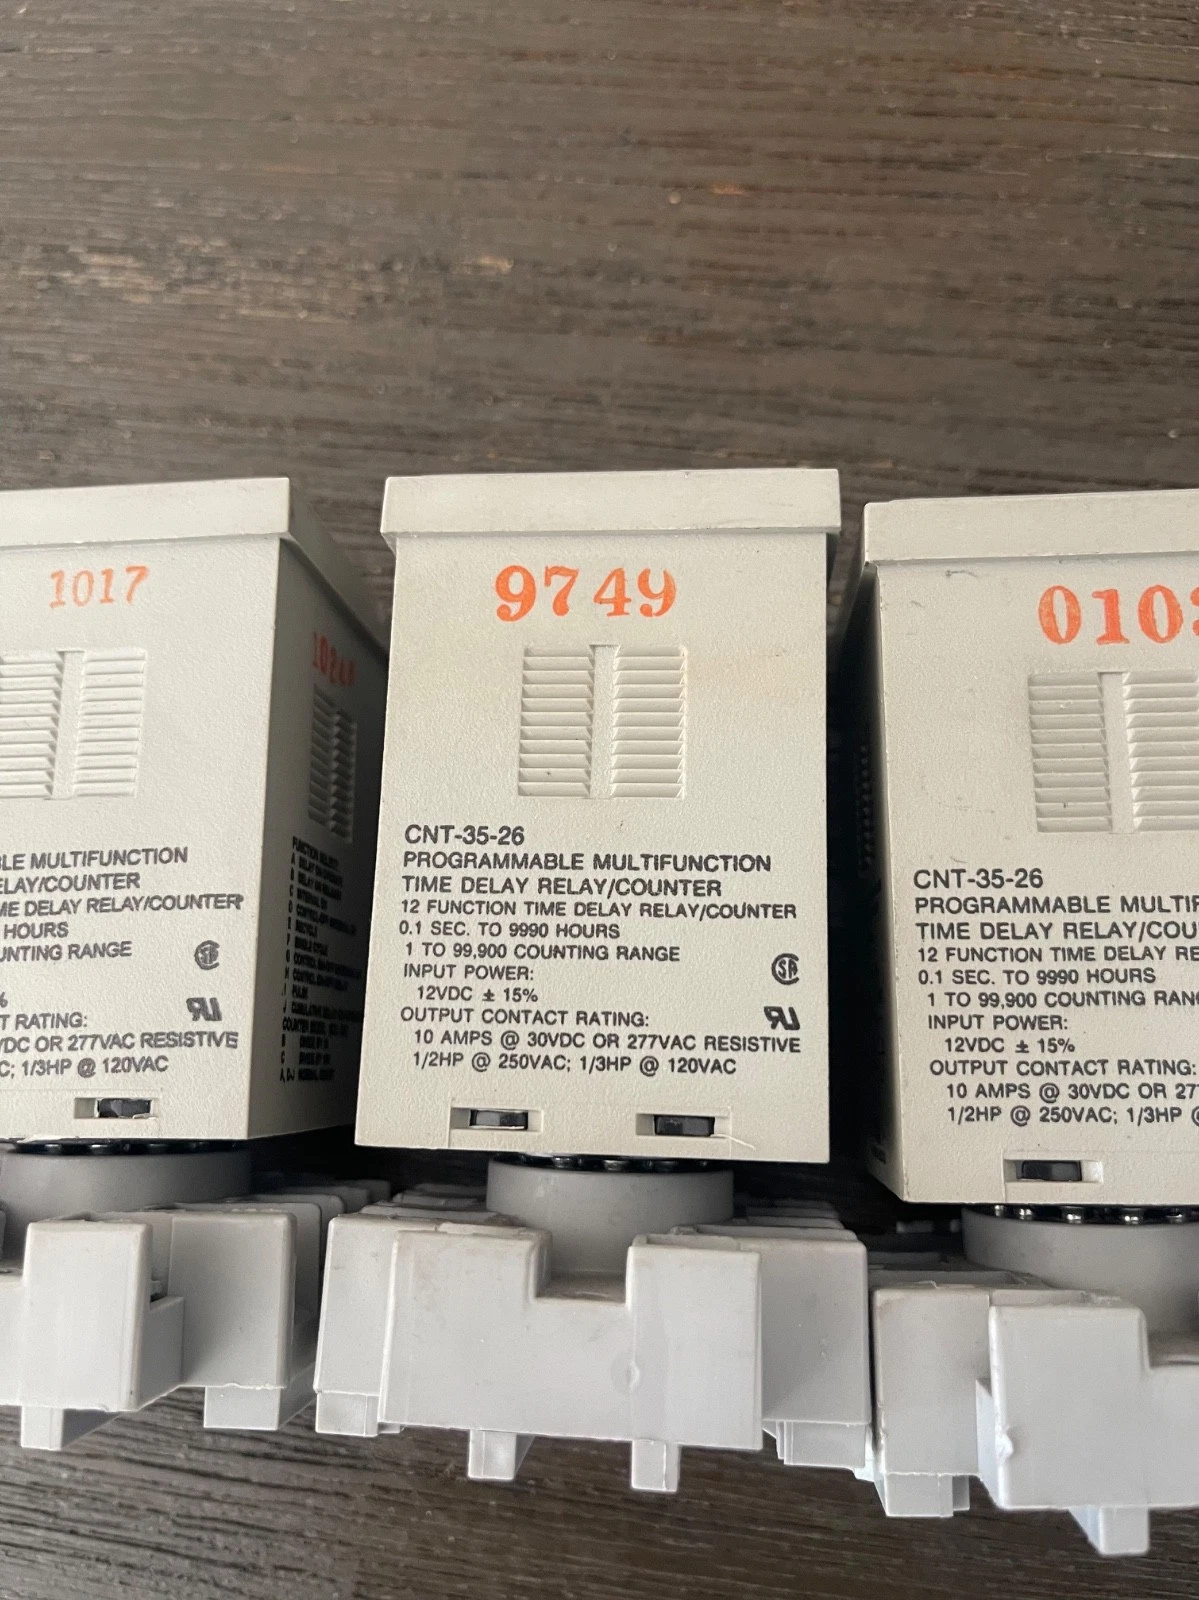 1017
LE MULTIFUNCTION
ELAY/COUNTER
ME DELAY RELAY/COUNTER
HOURS
UNTING RANGE
%
T RATING:
VDC OR 277VAC RESISTIVE
C; 1/3HP @ 120VAC
FUNCTION SELECT:
9749
CNT-35-26
PROGRAMMABLE MULTIFUNCTION
TIME DELAY RELAY/COUNTER
12 FUNCTION TIME DELAY RELAY/COUNTER
0.1 SEC. TO 9990 HOURS
1 TO 99,900 COUNTING RANGE
INPUT POWER:
12VDC ± 15%
OUTPUT CONTACT RATING:
10 AMPS @ 30VDC OR 277VAC RESISTIVE
1/2HP @ 250VAC; 1/3HP @ 120VAC
010
CNT-35-26
PROGRAMMABLE MULTIF
TIME DELAY RELAY/COU
12 FUNCTION TIME DELAY RE
0.1 SEC. TO 9990 HOURS
1 TO 99,900 COUNTING RAN
INPUT POWER:
12VDC ± 15%
OUTPUT CONTACT RATING:
10 AMPS @ 30VDC OR 27
1/2HP @ 250VAC; 1/3HP @